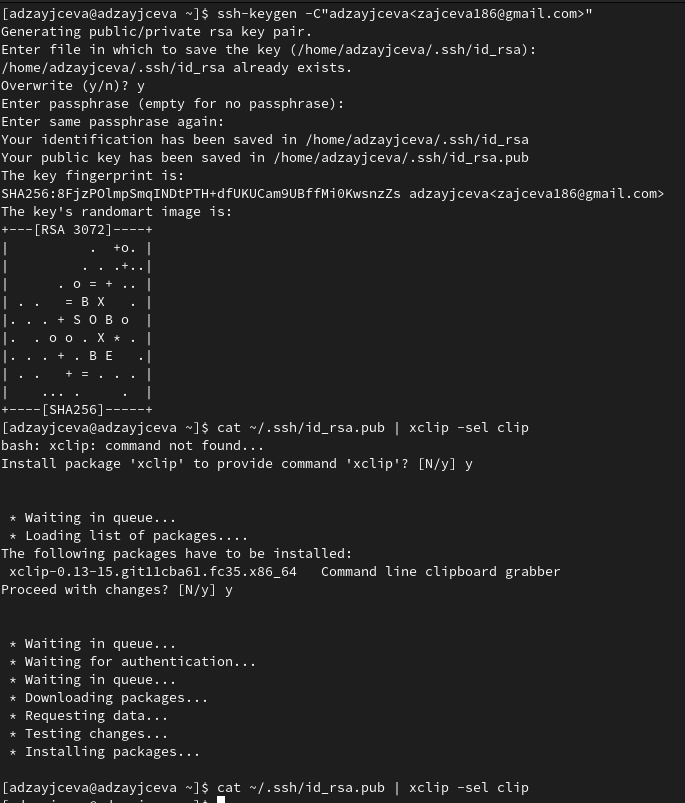 [adzayjceva@adzayjceva ~]$ ssh-keygen -C"adzayjceva<zajceva186@gmail.com>"
Generating public/private rsa key pair.
Enter file in which to save the key (/home/adzayjceva/.ssh/id_rsa):
/home/adzayjceva/.ssh/id_rsa already exists.
Overwrite (y/n)? y
Enter passphrase (empty for no passphrase):
Enter same passphrase again:
Your identification has been saved in /home/adzayjceva/.ssh/id_rsa
Your public key has been saved in /home/adzayjceva/.ssh/id_rsa.pub
The key fingerprint is:
SHA256:8FjzPOlmpSmqINDtPTH+dfUKUCam9UBffMi0KwsnzZs adzayjceva<zajceva186@gmail.com>
The key's randomart image is:
+---[RSA 3072]----+
|          .  +o. |
|         . . .+..|
|      . o = + .. |
| . .   = B X   . |
|. . . + S O B o  |
|.  . o o . X * . |
|. . . + . B E   .|
| . .   + = . . . |
|    ... .     .  |
+----[SHA256]-----+
[adzayjceva@adzayjceva ~]$ cat ~/.ssh/id_rsa.pub | xclip -sel clip
bash: xclip: command not found...
Install package 'xclip' to provide command 'xclip'? [N/y] y
* Waiting in queue...
* Loading list of packages....
The following packages have to be installed:
xclip-0.13-15.git11cba61.fc35.x86_64   Command line clipboard grabber
Proceed with changes? [N/y] y
* Waiting in queue...
* Waiting for authentication...
* Waiting in queue...
* Downloading packages...
* Requesting data...
* Testing changes...
* Installing packages...
[adzayjceva@adzayjceva ~]$ cat ~/.ssh/id_rsa.pub | xclip -sel clip
[adzayjceva@adzayjceva ~]$